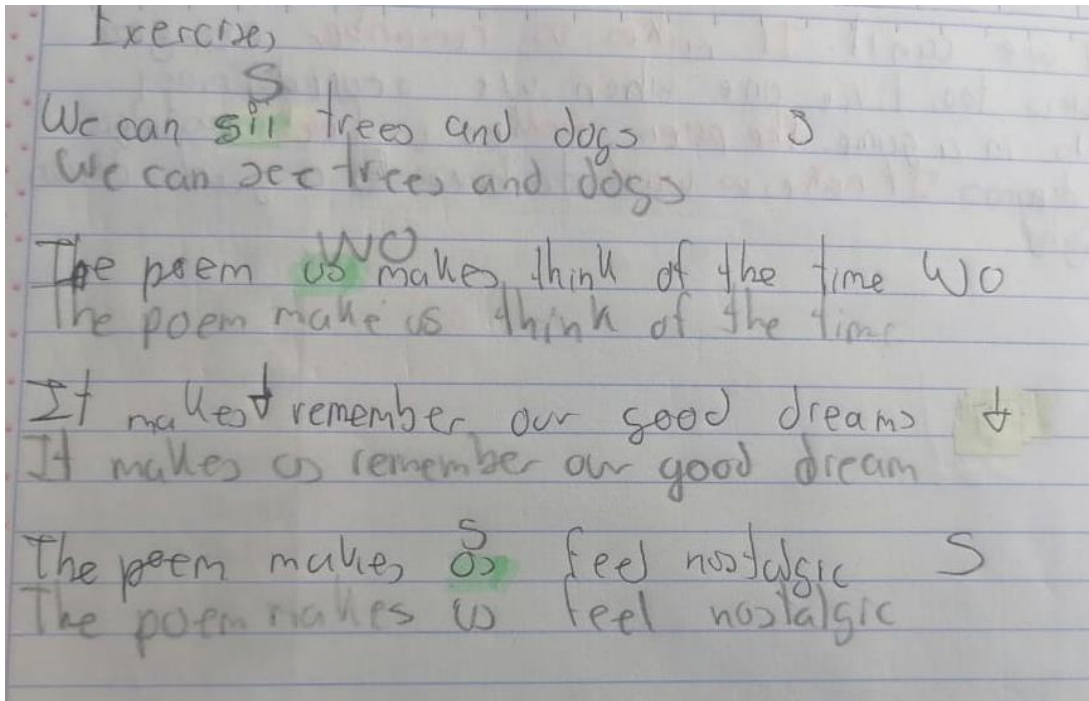 Exercises
S
We can sii trees and dogs S
We can see trees and dogs
WO
The poem us makes think of the time WO
The poem make us think of the time
It makes ↓ remember our good dreams ↓
It makes us remember our good dream
S
The poem makes os feel nostalgic S
The poem makes us feel nostalgic